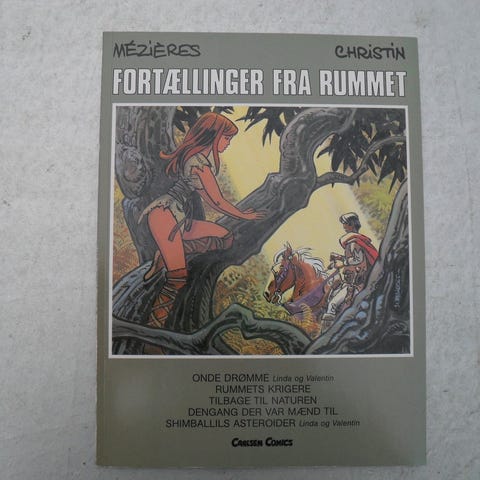 MÉZIÈRES CHRISTIN
FORTÆLLINGER FRA RUMMET
ONDE DRØMME Linda og Valentin
RUMMETS KRIGERE
TILBAGE TIL NATUREN
DENGANG DER VAR MÆND TIL
SHIMBALLILS ASTEROIDER Linda og Valentin
CARLSEN COMICS